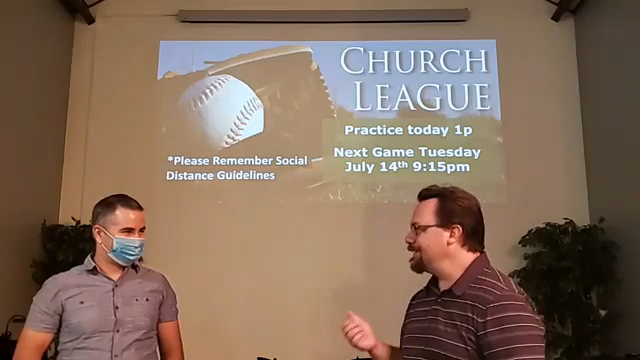 CHURCH
LEAGUE
Practice today 1p
Next Game Tuesday
July 14th 9:15pm
*Please Remember Social
Distance Guidelines